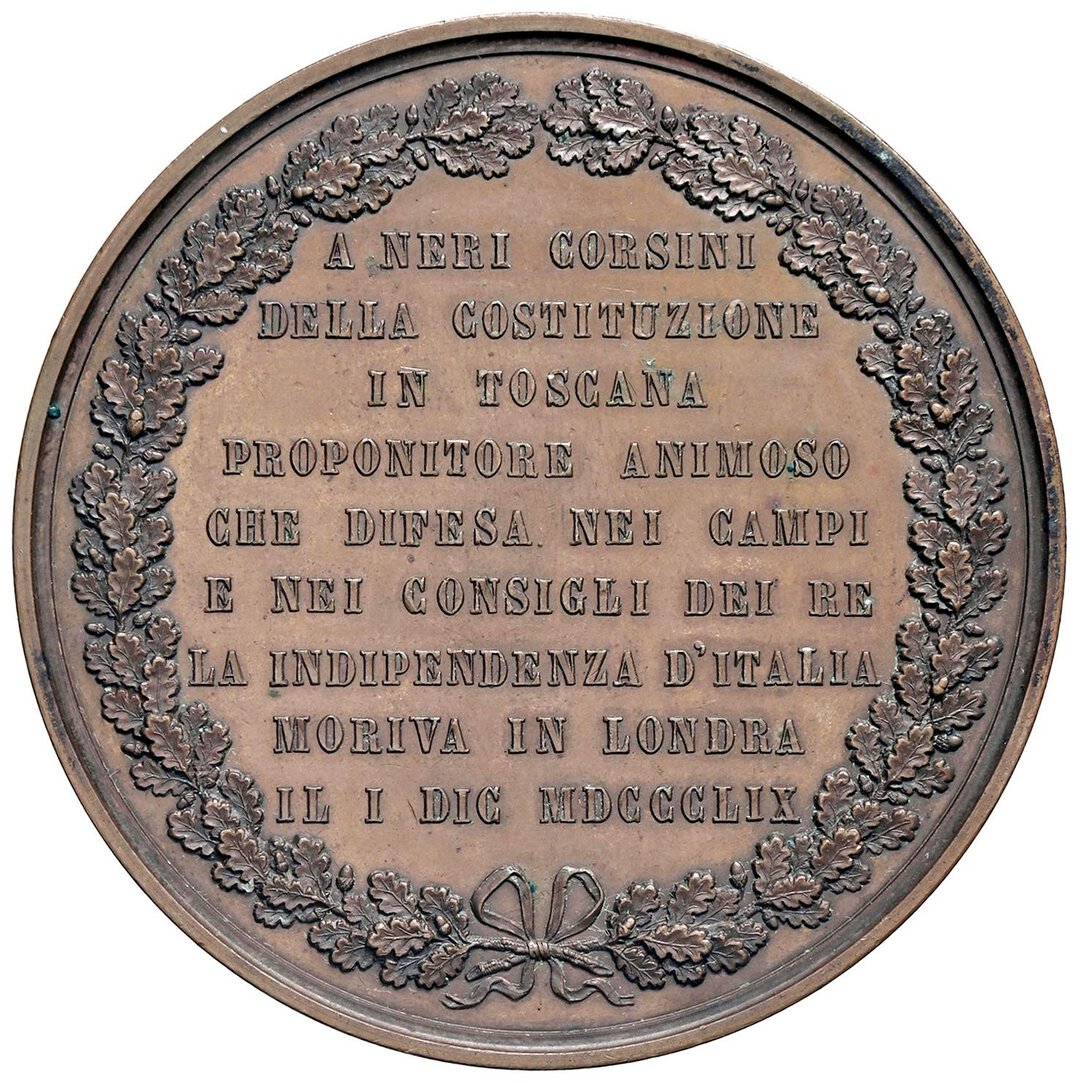 A NERI CORSINI
DELLA COSTITUZIONE
IN TOSCANA
PROPONITORE ANIMOSO
CHE DIFESA NEI CAMPI
E NEI CONSIGLI DEI RE
LA INDIPENDENZA D'ITALIA
MORIVA IN LONDRA
IL I DIC MDCCCLIX